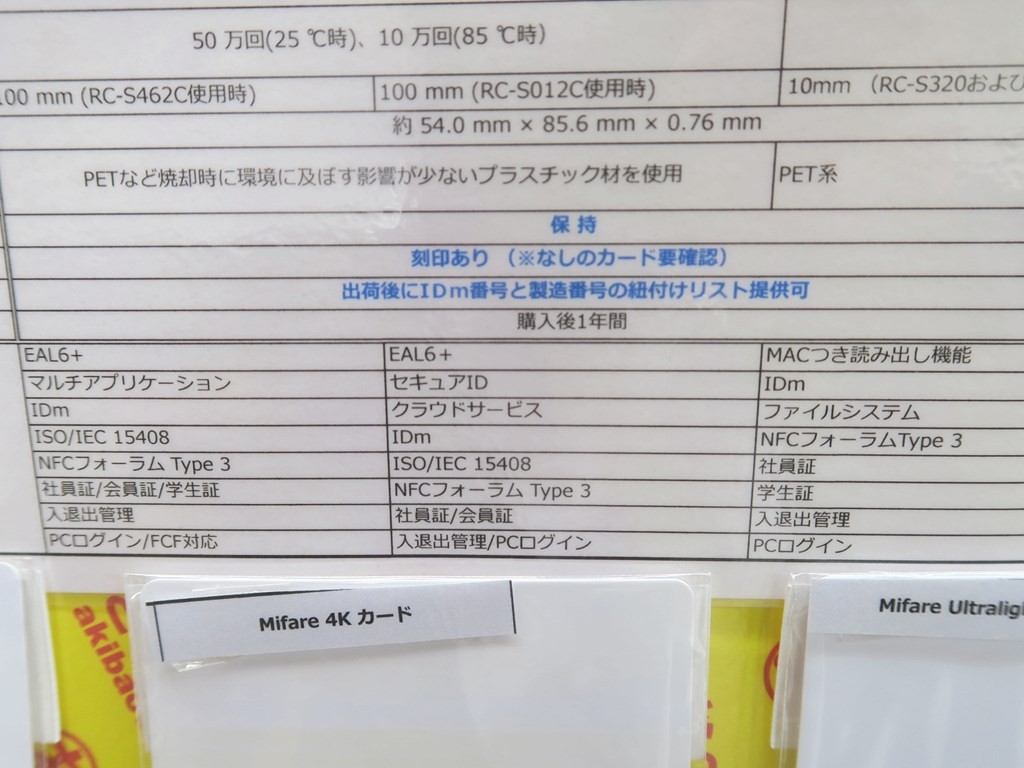 50 万回(25 ℃時)、10 万回(85 ℃時)
100 mm (RC-S462C使用時) 100 mm (RC-S012C使用時) 10mm （RC-S320および
約 54.0 mm × 85.6 mm × 0.76 mm
PETなど焼却時に環境に及ぼす影響が少ないプラスチック材を使用 PET系
保 持
刻印あり （※なしのカード要確認）
出荷後にIDm番号と製造番号の紐付けリスト提供可
購入後1年間
EAL6+ EAL6＋ MACつき読み出し機能
マルチアプリケーション セキュアID IDm
IDm クラウドサービス ファイルシステム
ISO/IEC 15408 IDm NFCフォーラムType 3
NFCフォーラム Type 3 ISO/IEC 15408 社員証
社員証/会員証/学生証 NFCフォーラム Type 3 学生証
入退出管理 社員証/会員証 入退出管理
PCログイン/FCF対応 入退出管理/PCログイン PCログイン
Mifare 4K カード
Mifare Ultraligh
akiba